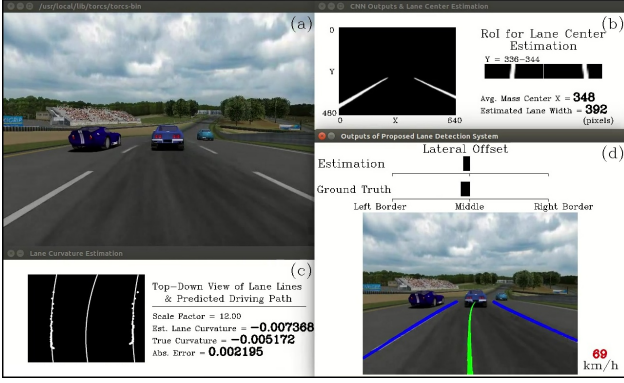 /usr/local/lib/torcs/torcs-bin
(a)
CNN Outputs & Lane Center Estimation
(b)
0
Y
480
0
X
640
RoI for Lane Center
Estimation
Y = 336-344
Avg. Mass Center X = 348
Estimated Lane Width = 392
(pixels)
Lane Curvature Estimation
(c)
Top-Down View of Lane Lines
& Predicted Driving Path
Scale Factor = 12.00
Est. Lane Curvature = -0.007368
True Curvature = -0.005172
Abs. Error = 0.002195
Outputs of Proposed Lane Detection System
(d)
Lateral Offset
Estimation
Ground Truth
Left Border
Middle
Right Border
69
km/h